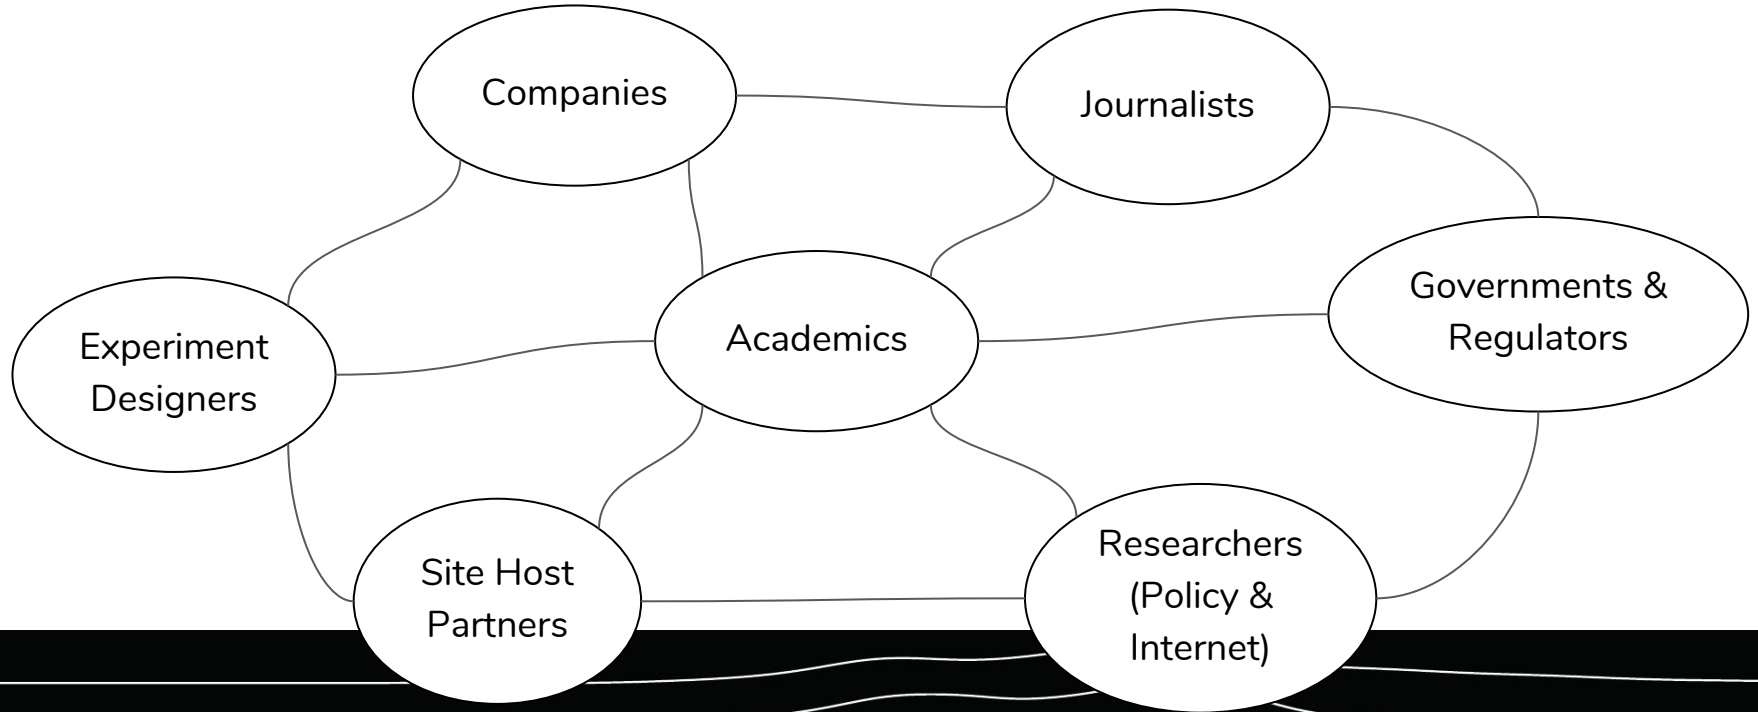 Companies
Journalists
Governments &
Regulators
Academics
Experiment
Designers
Site Host
Partners
Researchers
(Policy &
Internet)